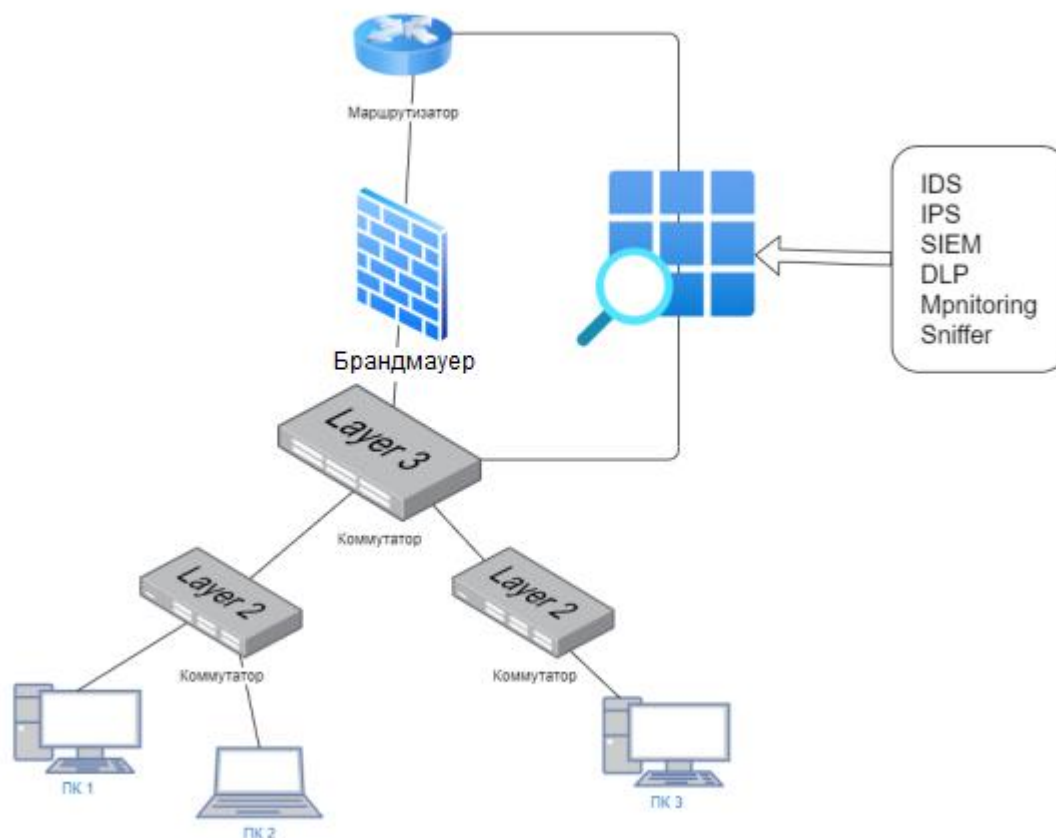 Маршрутизатор
IDS
IPS
SIEM
DLP
Mpnitoring
Sniffer
Брандмауер
Layer 3
Коммутатор
Layer 2
Layer 2
Коммутатор
Коммутатор
ПК 1
ПК 2
ПК 3